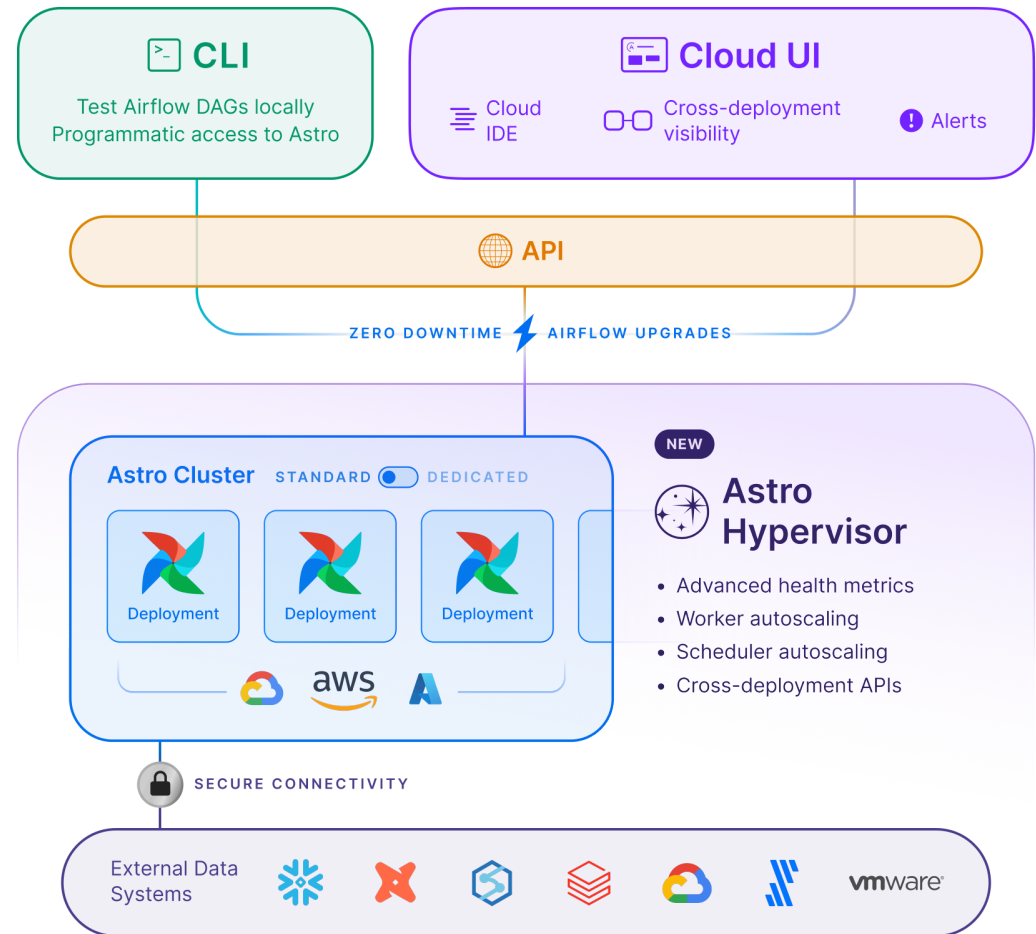 >_ CLI
Test Airflow DAGs locally
Programmatic access to Astro
Cloud UI
Cloud
IDE
Cross-deployment
visibility
Alerts
API
ZERO DOWNTIME AIRFLOW UPGRADES
Astro Cluster STANDARD DEDICATED
Deployment Deployment Deployment
aws
NEW
Astro
Hypervisor
• Advanced health metrics
• Worker autoscaling
• Scheduler autoscaling
• Cross-deployment APIs
SECURE CONNECTIVITY
External Data
Systems
vmware®